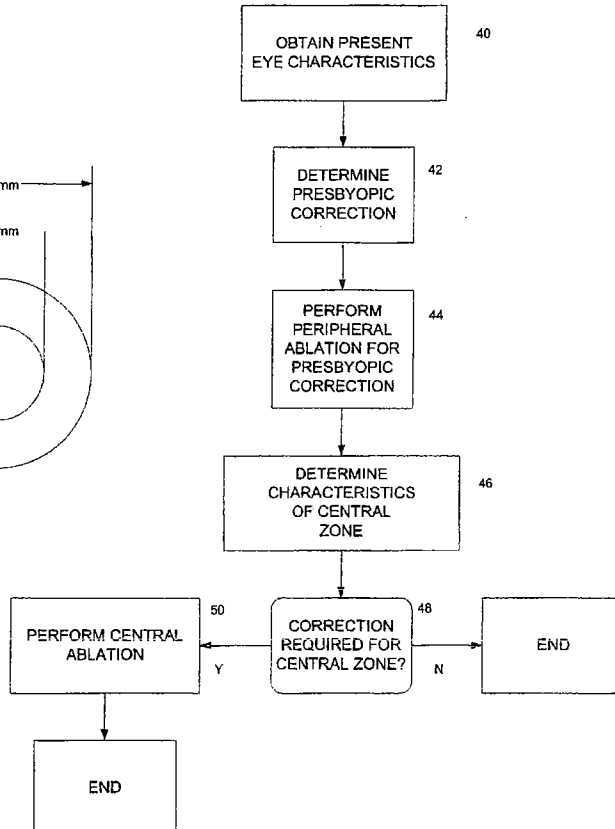 OBTAIN PRESENT
EYE CHARACTERISTICS
40
DETERMINE
PRESBYOPIC
CORRECTION
42
mm
mm
PERFORM
PERIPHERAL
ABLATION FOR
PRESBYOPIC
CORRECTION
44
DETERMINE
CHARACTERISTICS
OF CENTRAL
ZONE
46
PERFORM CENTRAL
ABLATION
50
Y
CORRECTION
REQUIRED FOR
CENTRAL ZONE?
48
N
END
END